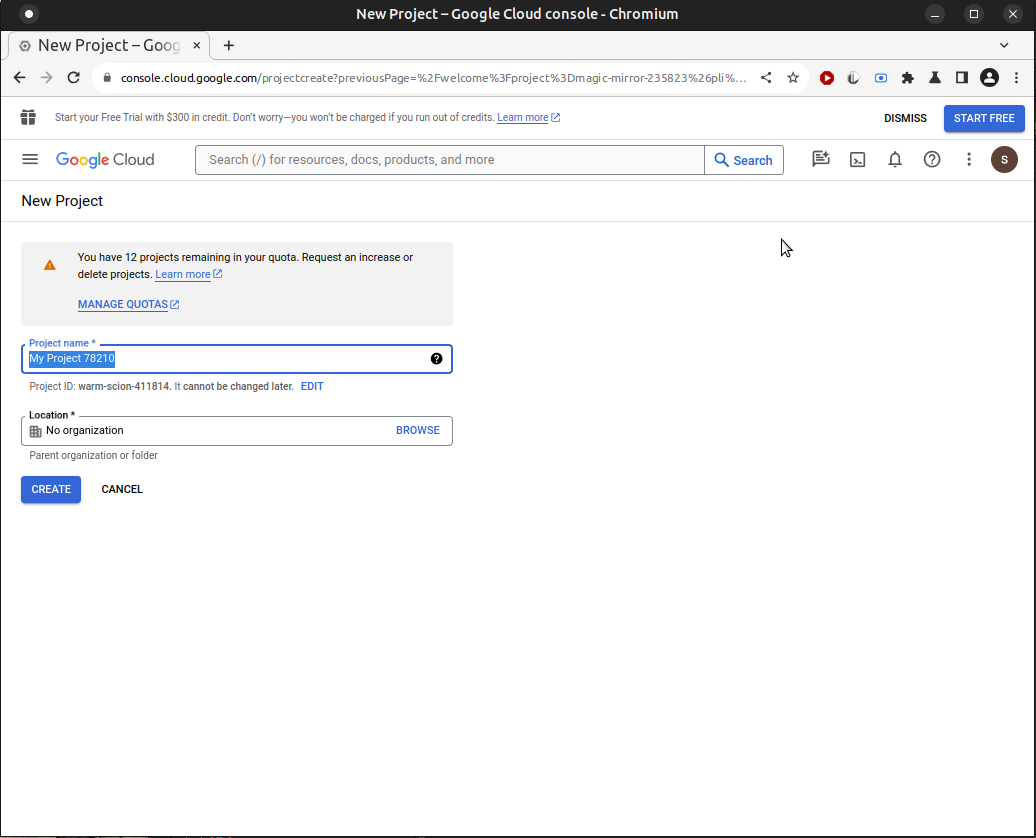 New Project – Google Cloud console - Chromium
New Project – Goog
console.cloud.google.com/projectcreate?previousPage=%2Fwelcome%3Fproject%3Dmagic-mirror-235823%26pli%...
Start your Free Trial with $300 in credit. Don't worry—you won't be charged if you run out of credits. Learn more
DISMISS
START FREE
Google Cloud
Search (/) for resources, docs, products, and more
Search
S
New Project
You have 12 projects remaining in your quota. Request an increase or
delete projects. Learn more
MANAGE QUOTAS
Project name *
My Project 78210
Project ID: warm-scion-411814. It cannot be changed later. EDIT
Location *
No organization
BROWSE
Parent organization or folder
CREATE
CANCEL